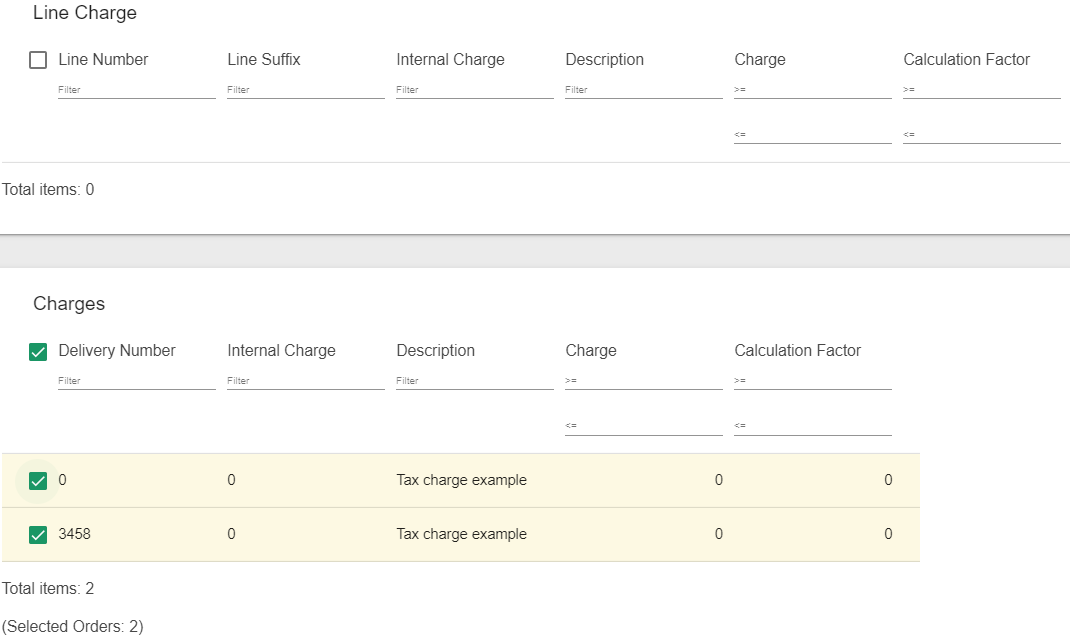 Line Charge
Line Number Line Suffix Internal Charge Description Charge Calculation Factor
Filter Filter Filter Filter >= >=
<= <=
Total items: 0
Charges
Delivery Number Internal Charge Description Charge Calculation Factor
Filter Filter Filter >= >=
<= <=
0 0 Tax charge example 0 0
3458 0 Tax charge example 0 0
Total items: 2
(Selected Orders: 2)